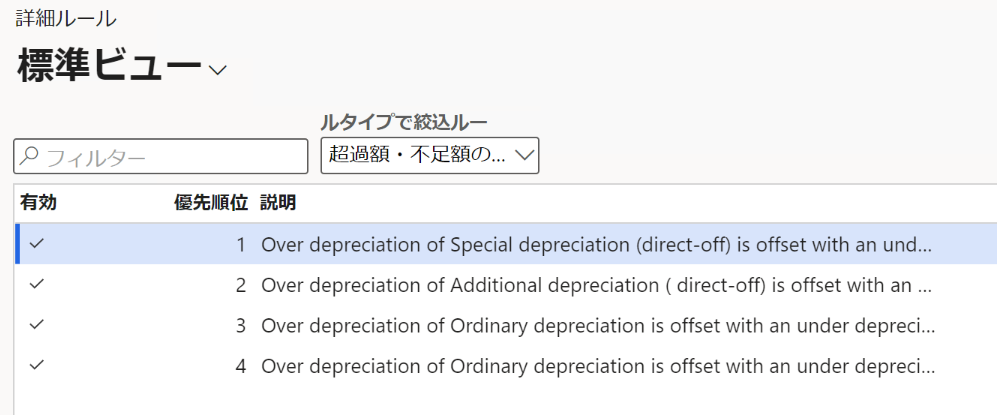 詳細ルール
標準ビュー
ルタイプで絞込ルー
フィルター
超過額・不足額の...
有効 優先順位 説明
1 Over depreciation of Special depreciation (direct-off) is offset with an und...
2 Over depreciation of Additional depreciation ( direct-off) is offset with an ...
3 Over depreciation of Ordinary depreciation is offset with an under depreci...
4 Over depreciation of Ordinary depreciation is offset with an under depreci...